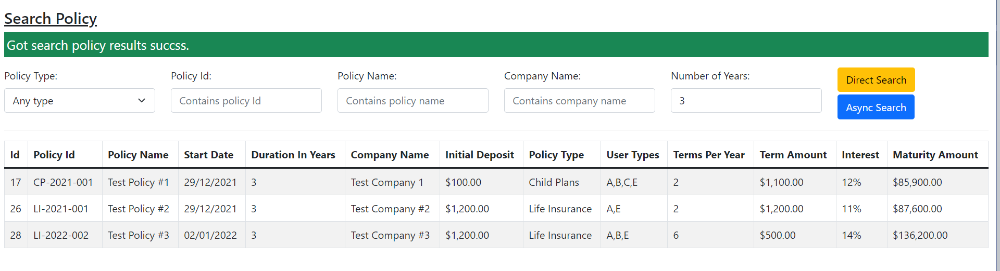 Search Policy
Got search policy results succss.
Policy Type: Policy Id: Policy Name: Company Name: Number of Years:
Direct Search
Any type Contains policy Id Contains policy name Contains company name 3
Async Search
Id Policy Id Policy Name Start Date Duration In Years Company Name Initial Deposit Policy Type User Types Terms Per Year Term Amount Interest Maturity Amount
17 CP-2021-001 Test Policy #1 29/12/2021 3 Test Company 1 $100.00 Child Plans A,B,C,E 2 $1,100.00 12% $85,900.00
26 LI-2021-001 Test Policy #2 29/12/2021 3 Test Company #2 $1,200.00 Life Insurance A,E 2 $1,200.00 11% $87,600.00
28 LI-2022-002 Test Policy #3 02/01/2022 3 Test Company #3 $1,200.00 Life Insurance A,B,E 6 $500.00 14% $136,200.00